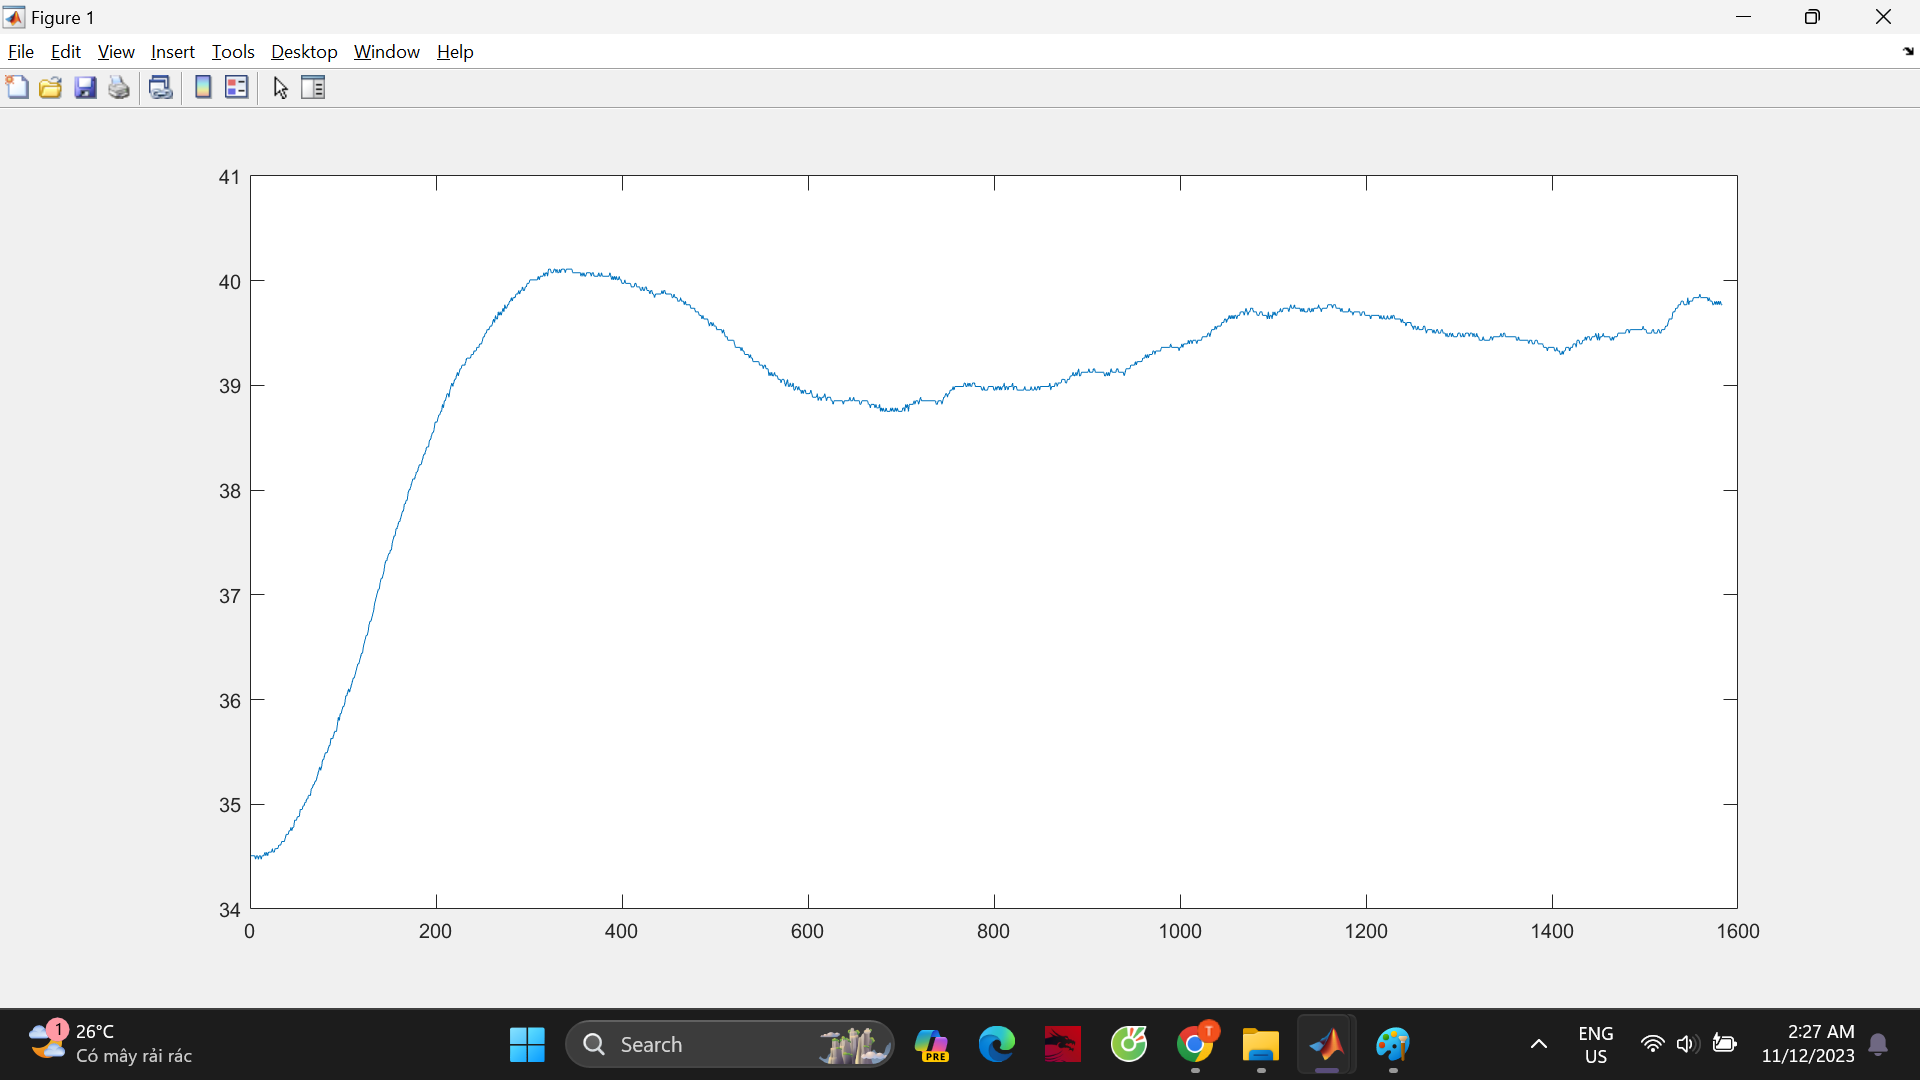 Figure 1
File Edit View Insert Tools Desktop Window Help
41
40
39
38
37
36
35
34
0 200 400 600 800 1000 1200 1400 1600
1
26°C
Có mây rải rác
Search
PRE
T
ENG
US
2:27 AM
11/12/2023